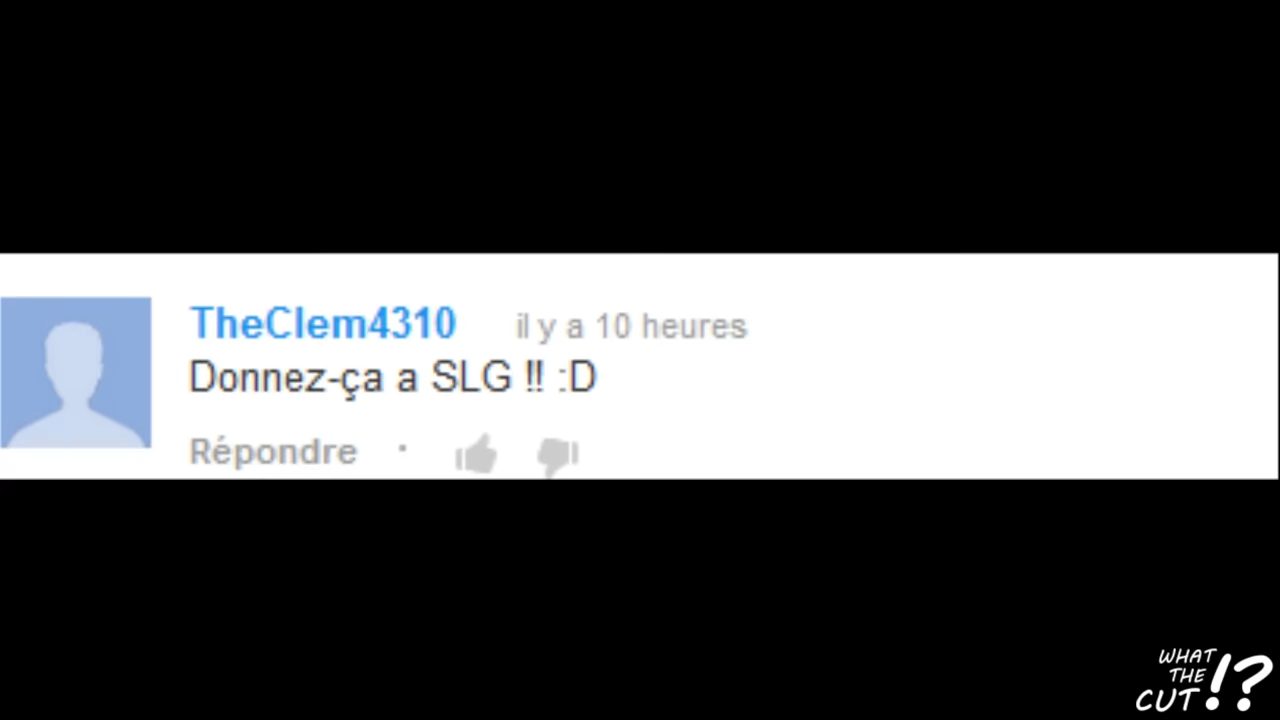 TheClem4310 il y a 10 heures
Donnez-ça a SLG !! :D
Répondre ·
WHAT
THE
CUT !?